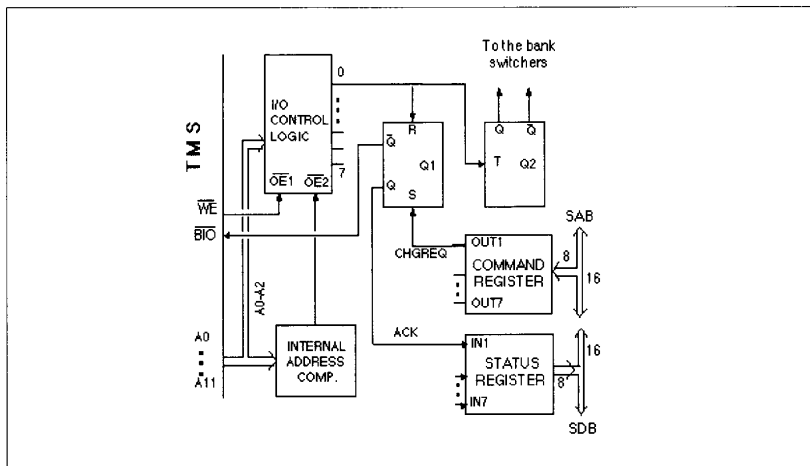 To the bank
switchers
0
I/O
CONTROL
LOGIC
7
OE1 OE2
TMS
WE
BIO
A0-A2
A0
A11
INTERNAL
ADDRESS
COMP.
R
Q
Q1
Q
S
Q Q
T Q2
CHGREQ
OUT1
COMMAND
REGISTER
OUT7
8
SAB
16
ACK
IN1
STATUS
REGISTER
IN7
8
16
SDB